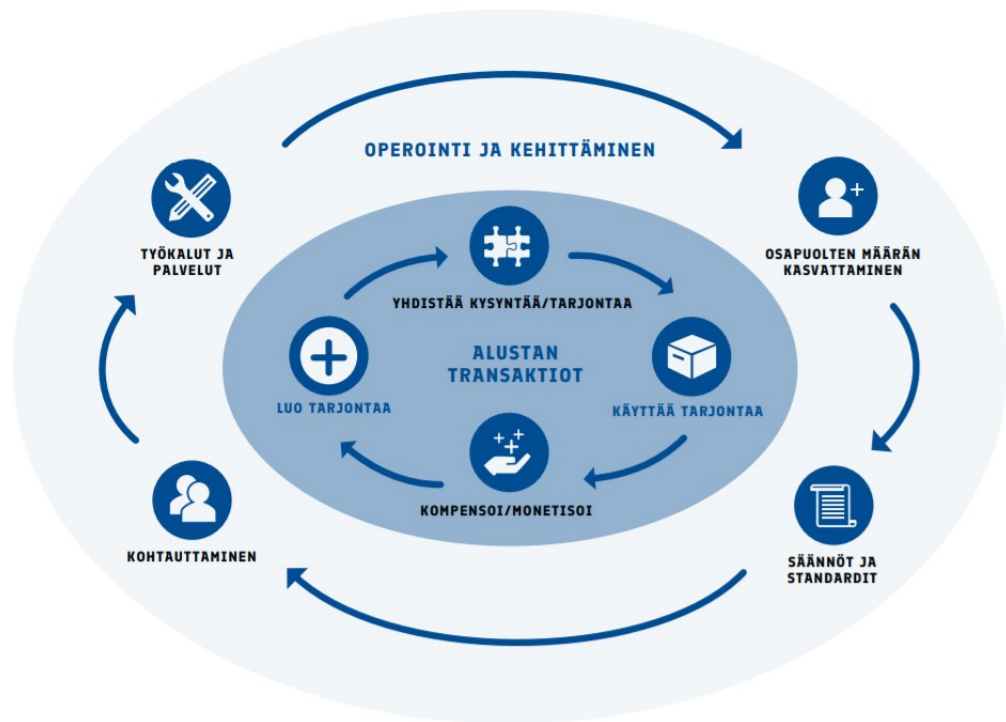 OPEROINTI JA KEHITTÄMINEN
TYÖKALUT JA
PALVELUT
OSAPUOLTEN MÄÄRÄN
KASVATTAMINEN
YHDISTÄÄ KYSYNTÄÄ/TARJONTAA
ALUSTAN
TRANSAKTIOT
LUO TARJONTAA
KÄYTTÄÄ TARJONTAA
KOMPENSOI/MONETISOI
KOHTAUTTAMINEN
SÄÄNNÖT JA
STANDARDIT